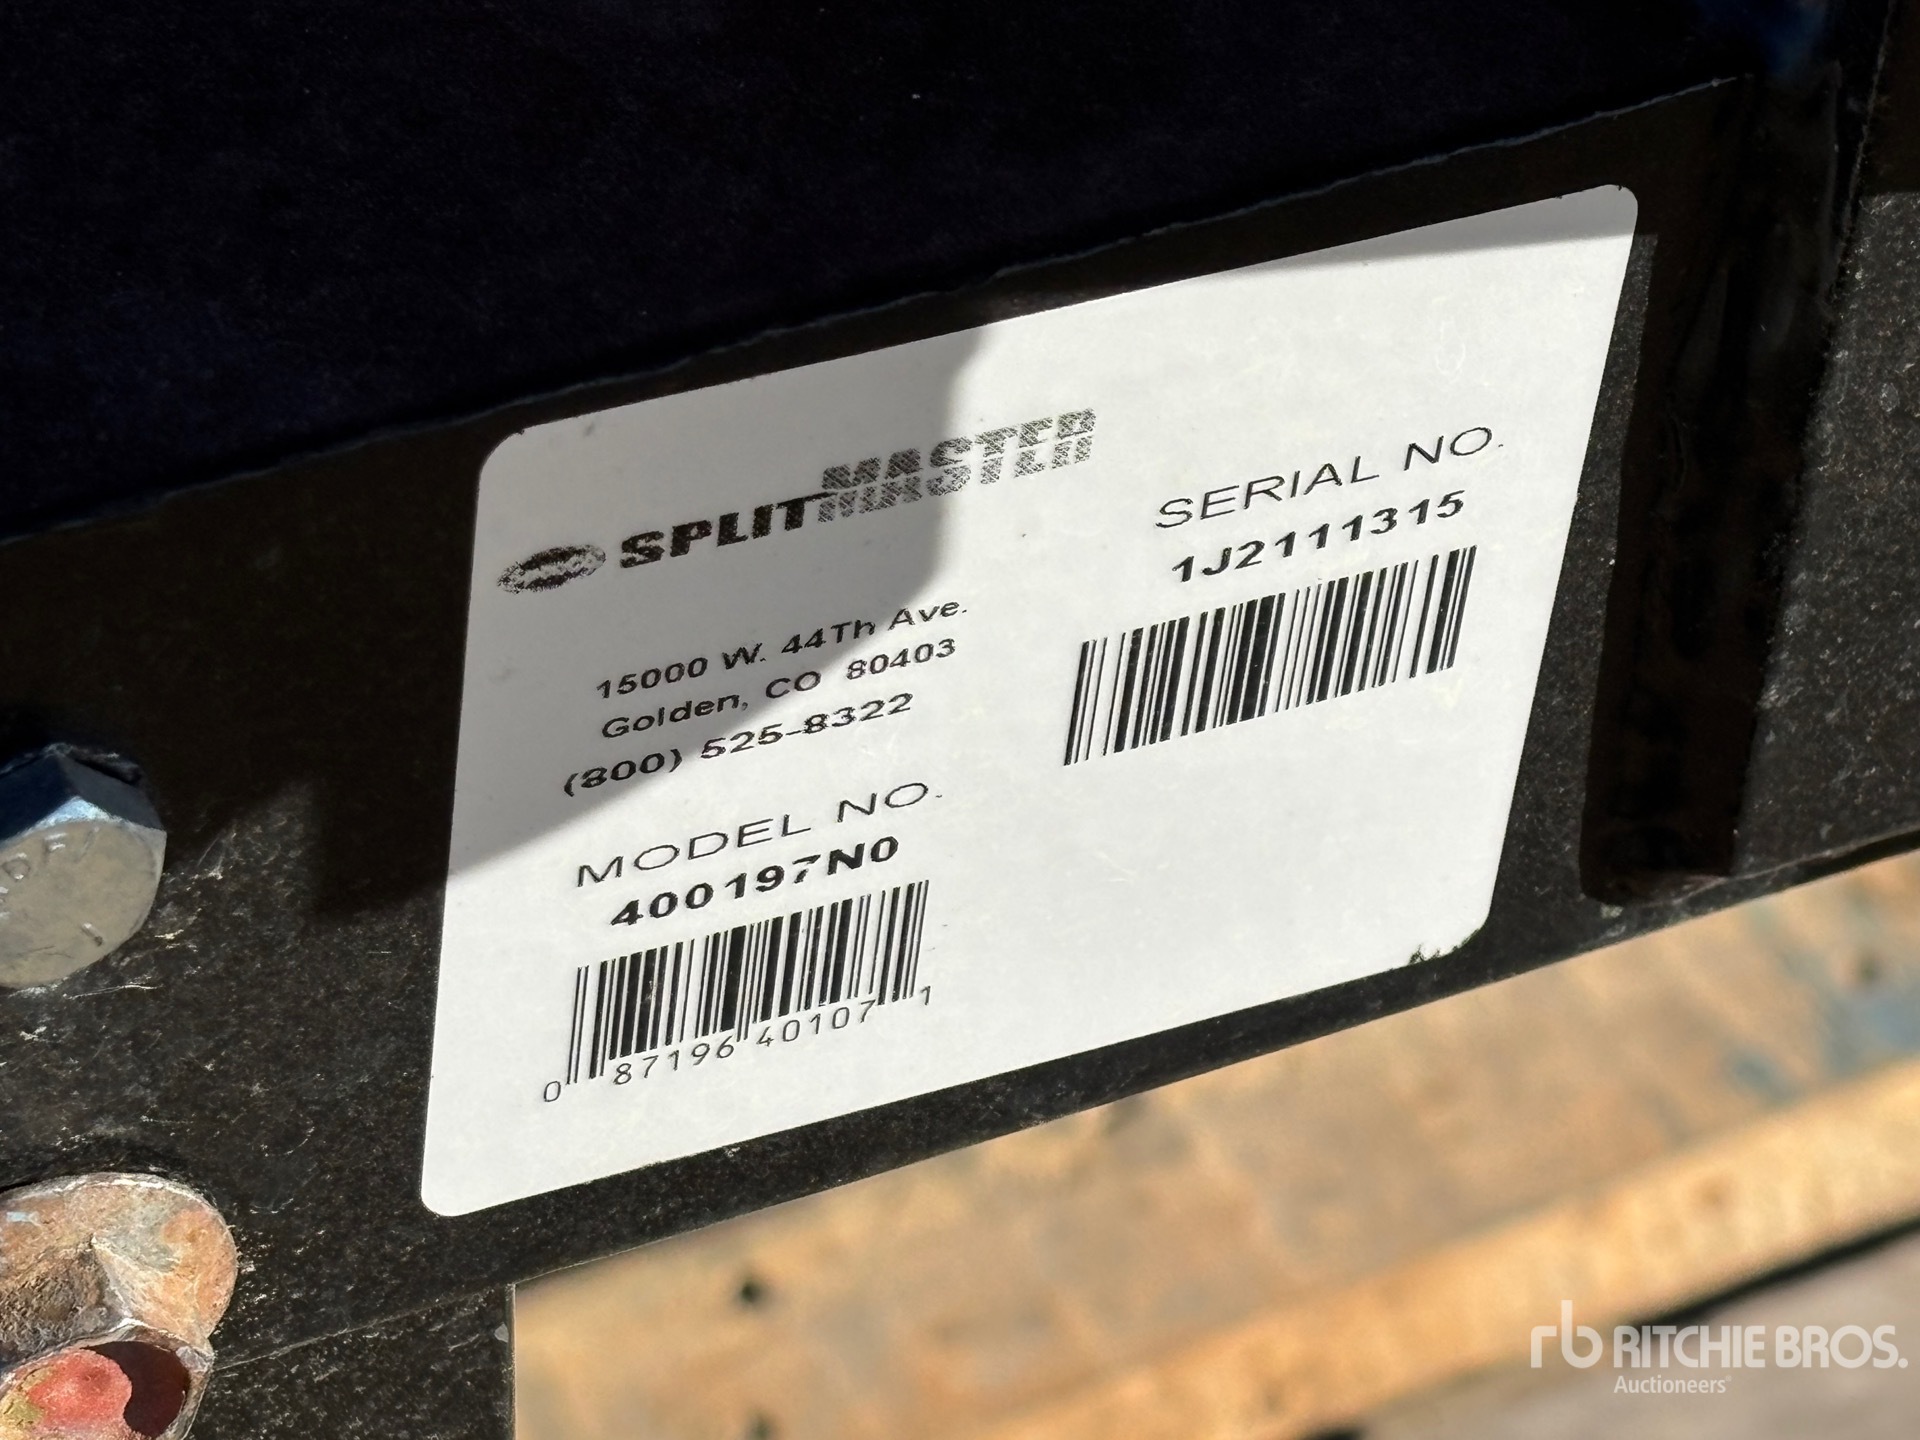 SPLITMASTER
15000 W. 44Th Ave.
Golden, CO 80403
(800) 525-8322
MODEL NO.
400197N0
0 87196 40107 1
SERIAL NO.
1J2111315
rb RITCHIE BROS.
Auctioneers